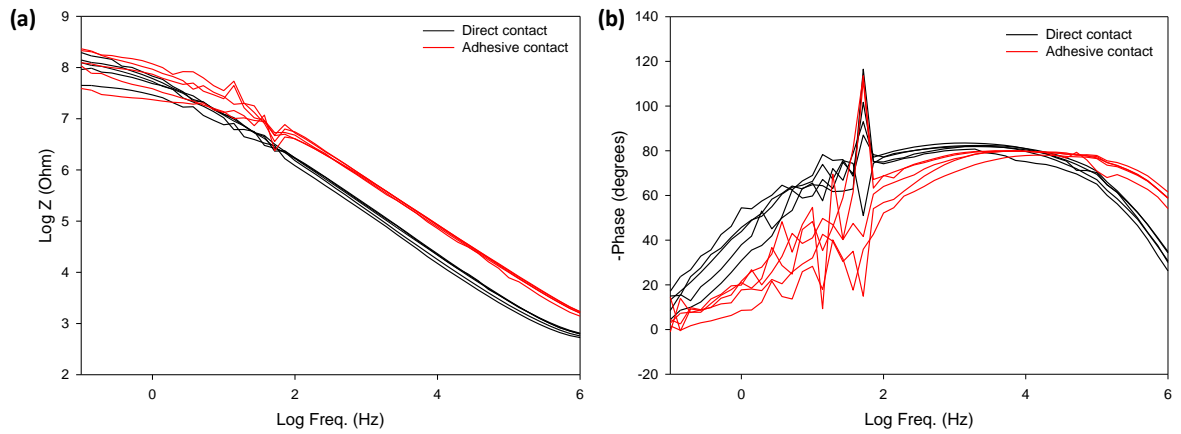 (a)
9
8
7
6
5
4
3
2
Log Z (Ohm)
0
2
4
6
Log Freq. (Hz)
Direct contact
Adhesive contact
(b)
140
120
100
80
60
40
20
0
-20
-Phase (degrees)
0
2
4
6
Log Freq. (Hz)
Direct contact
Adhesive contact